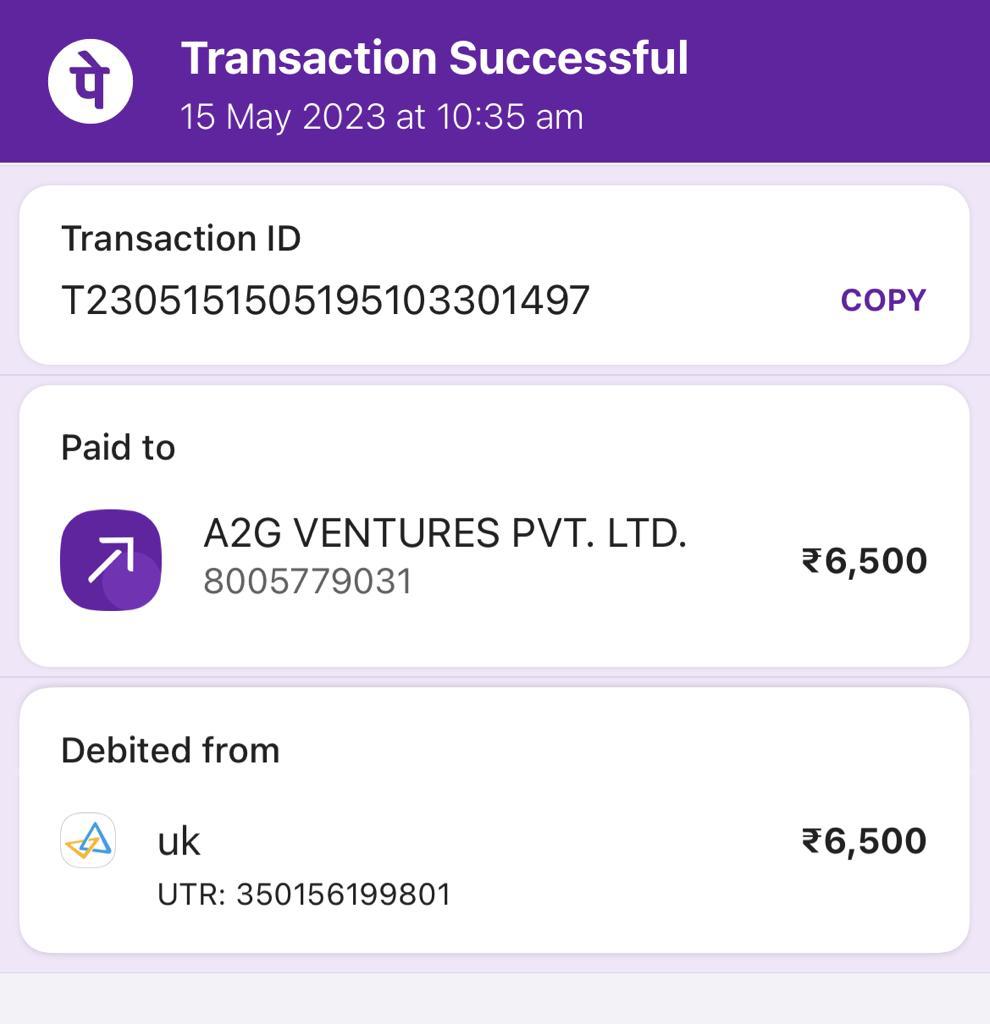 पे
Transaction Successful
15 May 2023 at 10:35 am
Transaction ID
T2305151505195103301497
COPY
Paid to
A2G VENTURES PVT. LTD.
8005779031
₹6,500
Debited from
uk
₹6,500
UTR: 350156199801